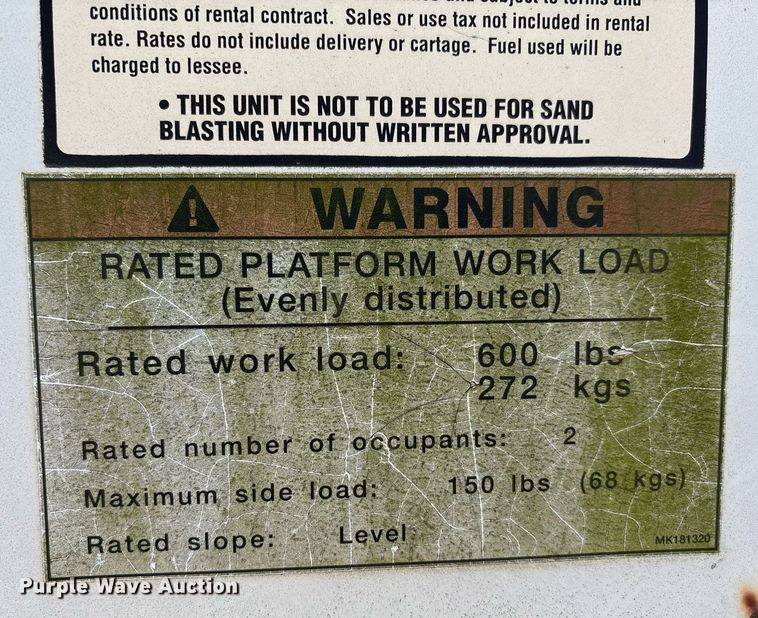 conditions of rental contract. Sales or use tax not included in rental
rate. Rates do not include delivery or cartage. Fuel used will be
charged to lessee.
• THIS UNIT IS NOT TO BE USED FOR SAND
BLASTING WITHOUT WRITTEN APPROVAL.
WARNING
RATED PLATFORM WORK LOAD
(Evenly distributed)
Rated work load: 600 lbs
272 kgs
Rated number of occupants: 2
Maximum side load: 150 lbs (68 kgs)
Rated slope: Level
MK181320
Purple Wave Auction